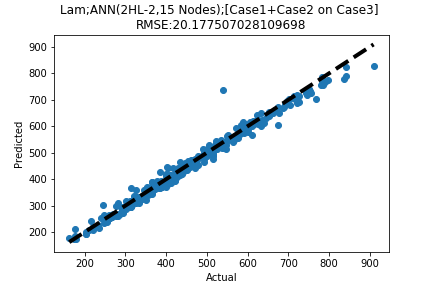 Lam;ANN(2HL-2,15 Nodes);[Case1+Case2 on Case3]
RMSE:20.177507028109698
900
800
700
600
500
400
300
200
Predicted
200 300 400 500 600 700 800 900
Actual